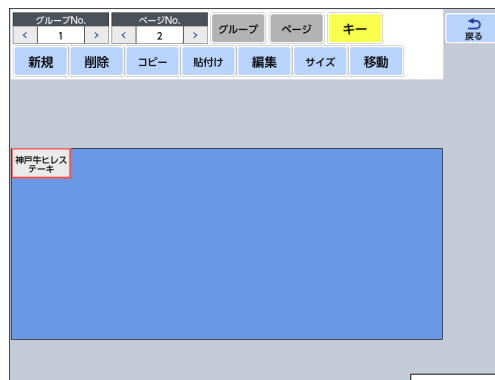 グループNo.
< 1 >
ページNo.
< 2 >
グループ
ページ
キー
戻る
新規
削除
コピー
貼付け
編集
サイズ
移動
神戸牛ヒレス
テーキ